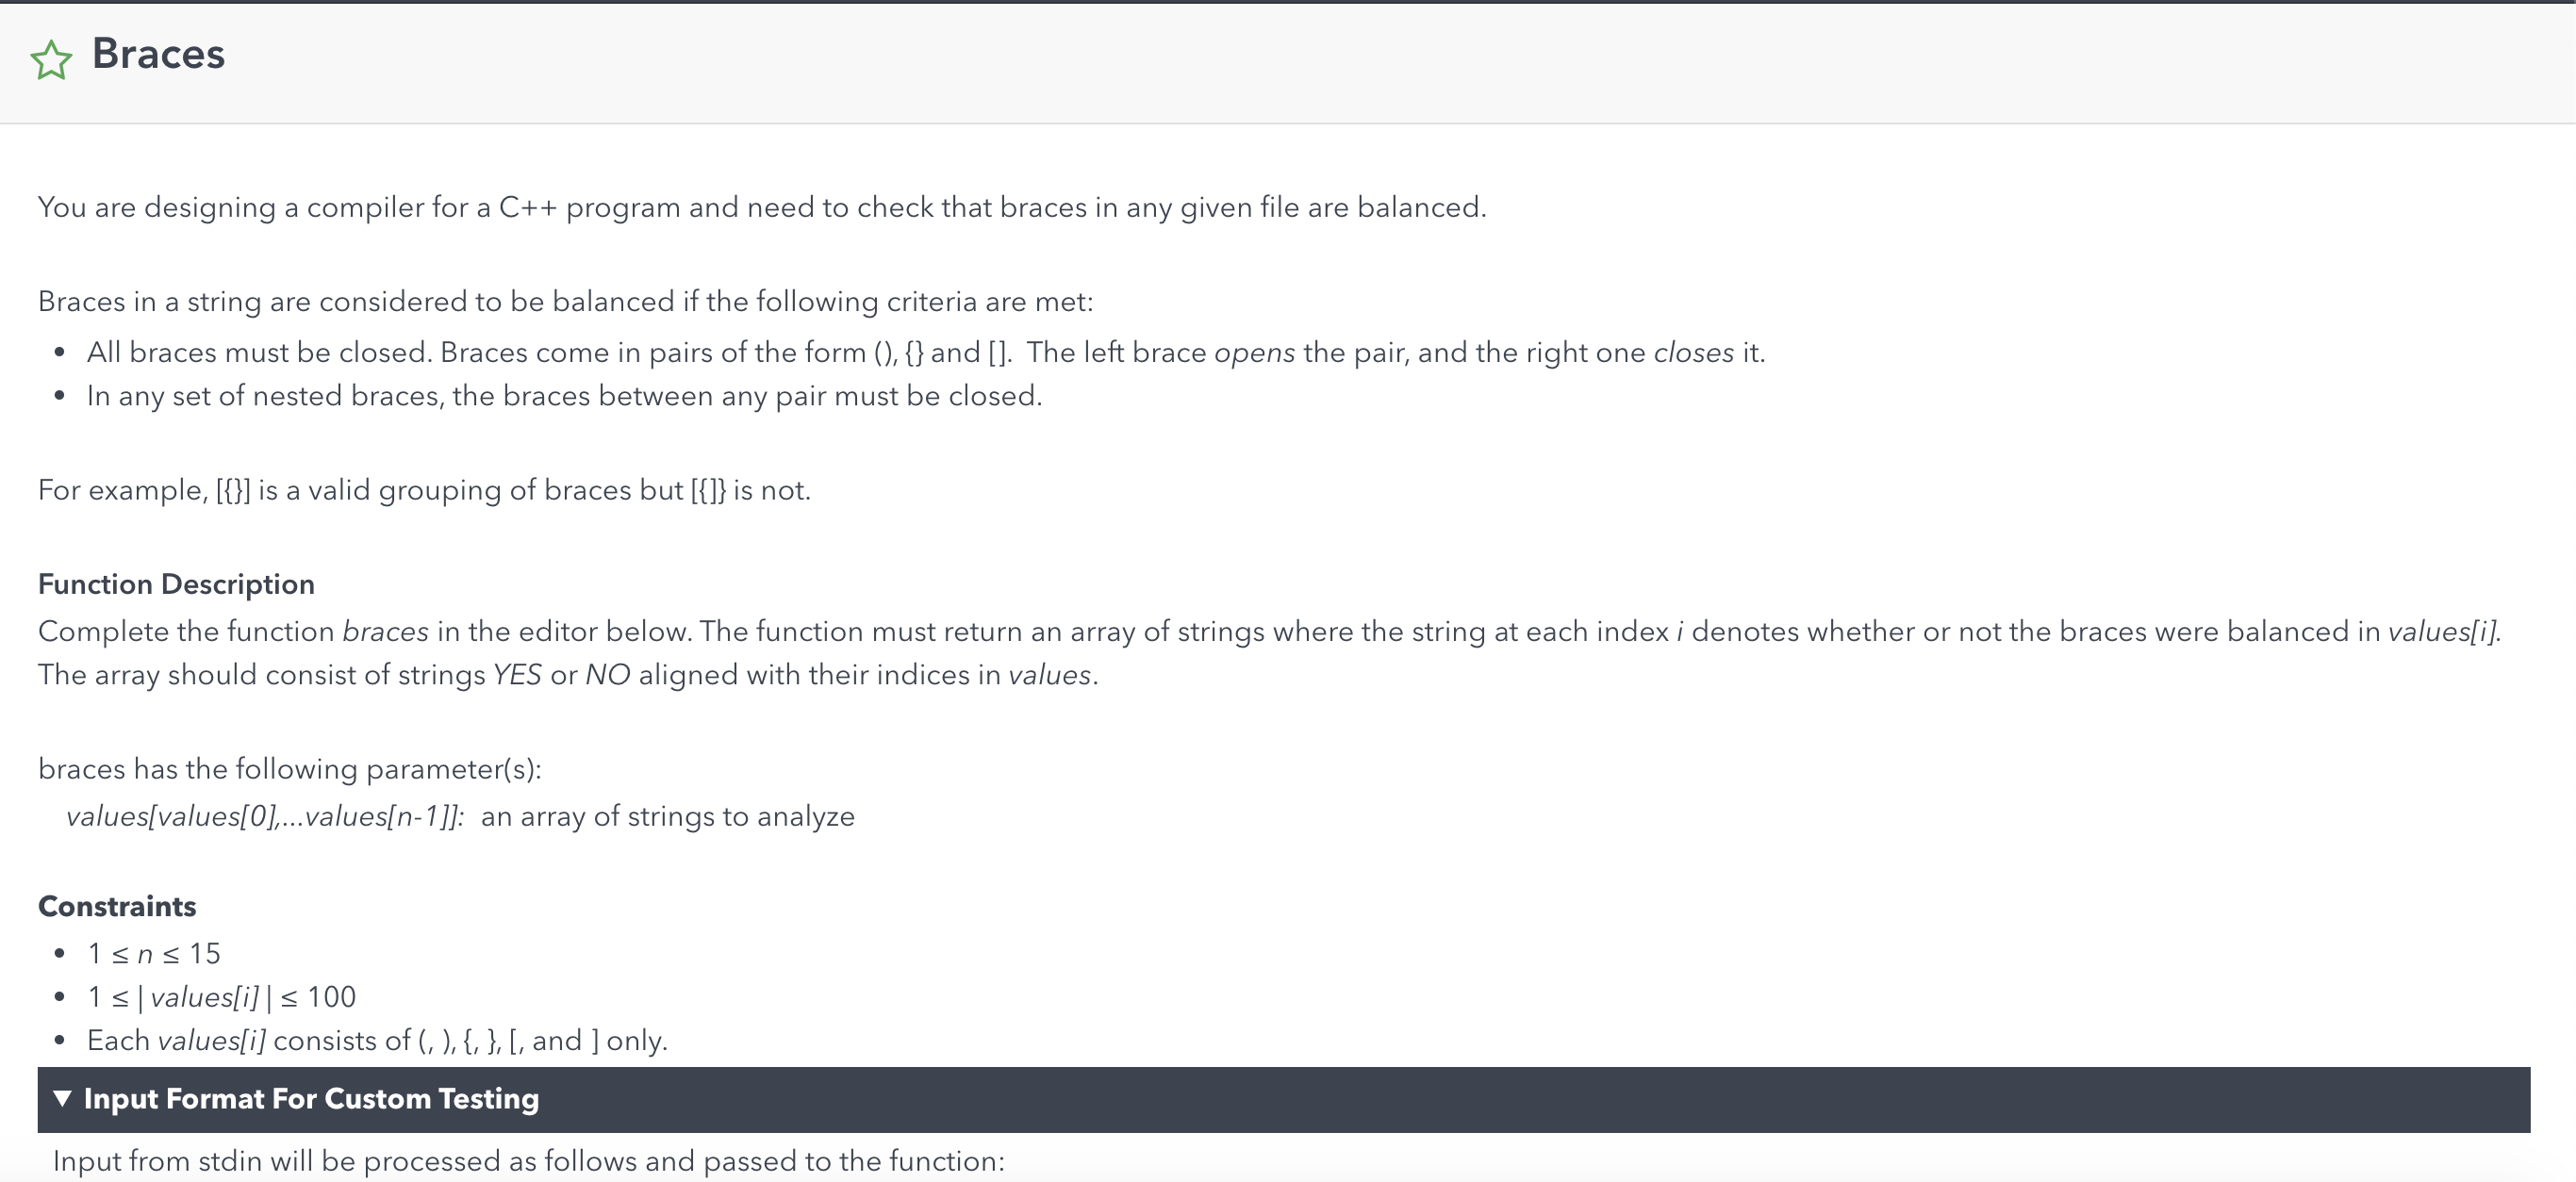 Braces
You are designing a compiler for a C++ program and need to check that braces in any given file are balanced.
Braces in a string are considered to be balanced if the following criteria are met:
• All braces must be closed. Braces come in pairs of the form (), {} and []. The left brace opens the pair, and the right one closes it.
• In any set of nested braces, the braces between any pair must be closed.
For example, [{}] is a valid grouping of braces but [{]} is not.
Function Description
Complete the function braces in the editor below. The function must return an array of strings where the string at each index i denotes whether or not the braces were balanced in values[i].
The array should consist of strings YES or NO aligned with their indices in values.
braces has the following parameter(s):
values[values[0],...values[n-1]]: an array of strings to analyze
Constraints
• 1 ≤ n ≤ 15
• 1 ≤ | values[i] | ≤ 100
• Each values[i] consists of (, ), {, }, [, and ] only.
▼ Input Format For Custom Testing
Input from stdin will be processed as follows and passed to the function: